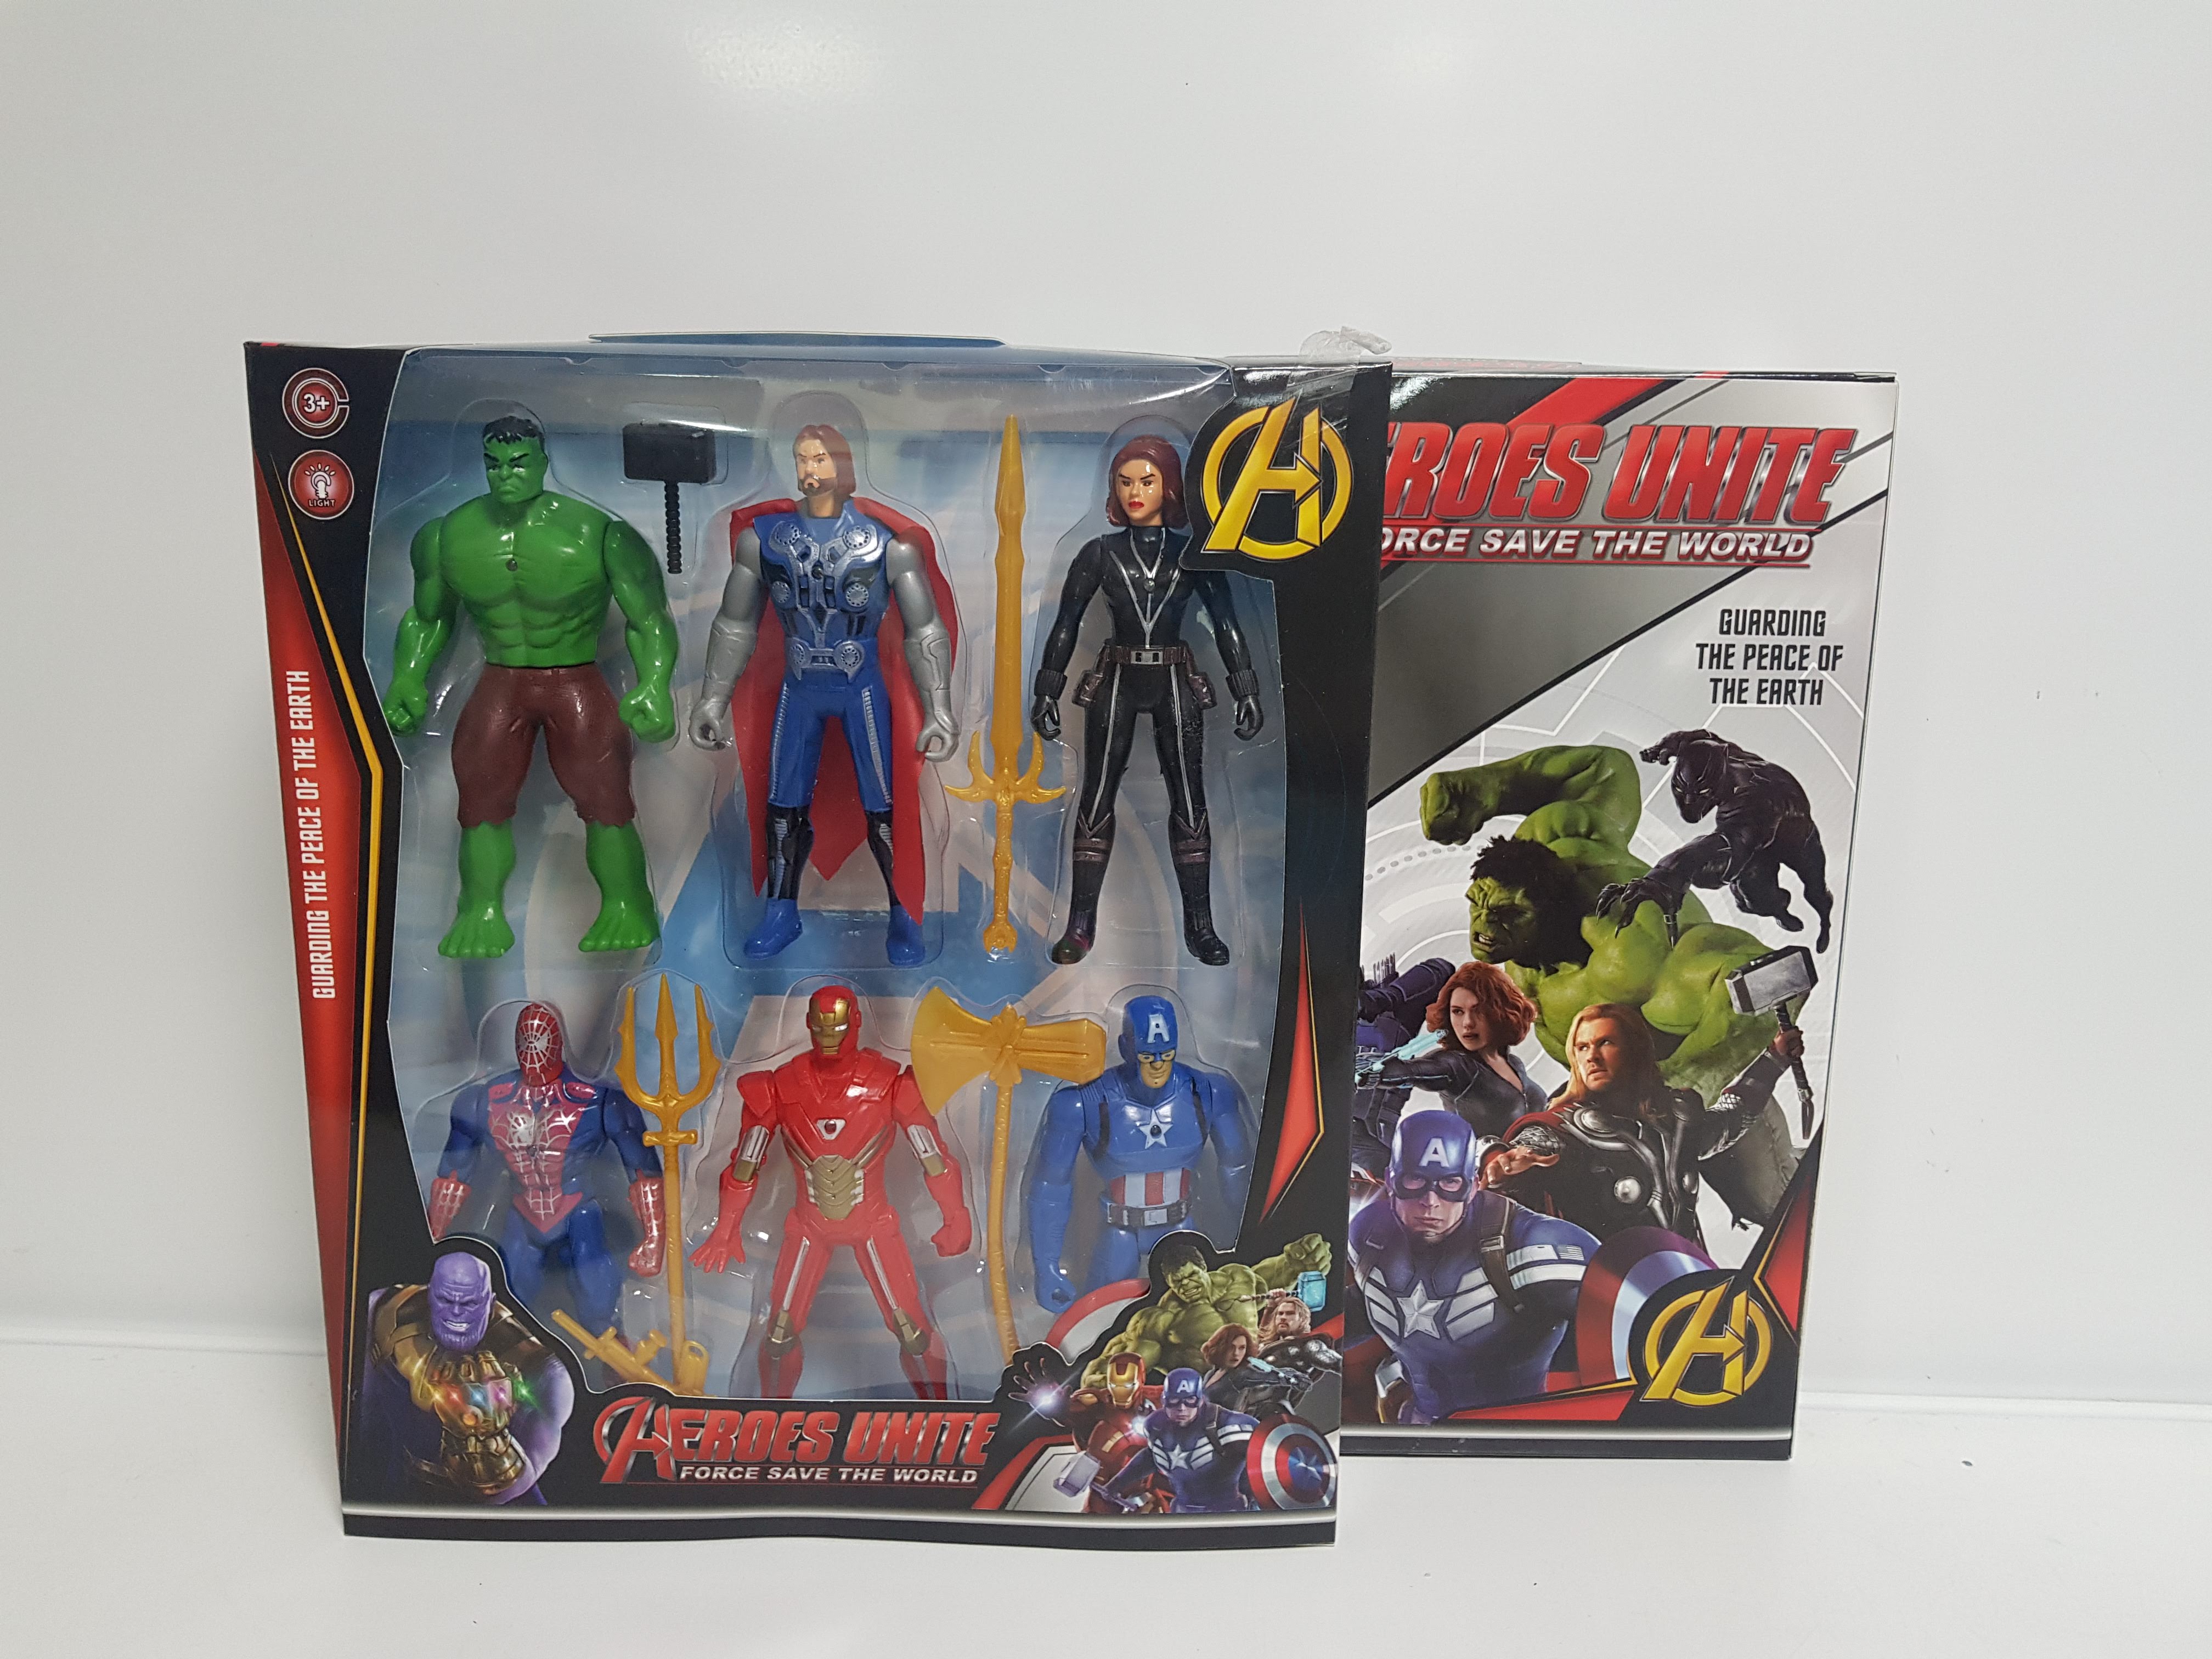 3+
LIGHT
GUARDING THE PEACE OF THE EARTH
A
HEROES UNITE
FORCE SAVE THE WORLD
A
A
EROES UNITE
ORCE SAVE THE WORLD
GUARDING
THE PEACE OF
THE EARTH
A